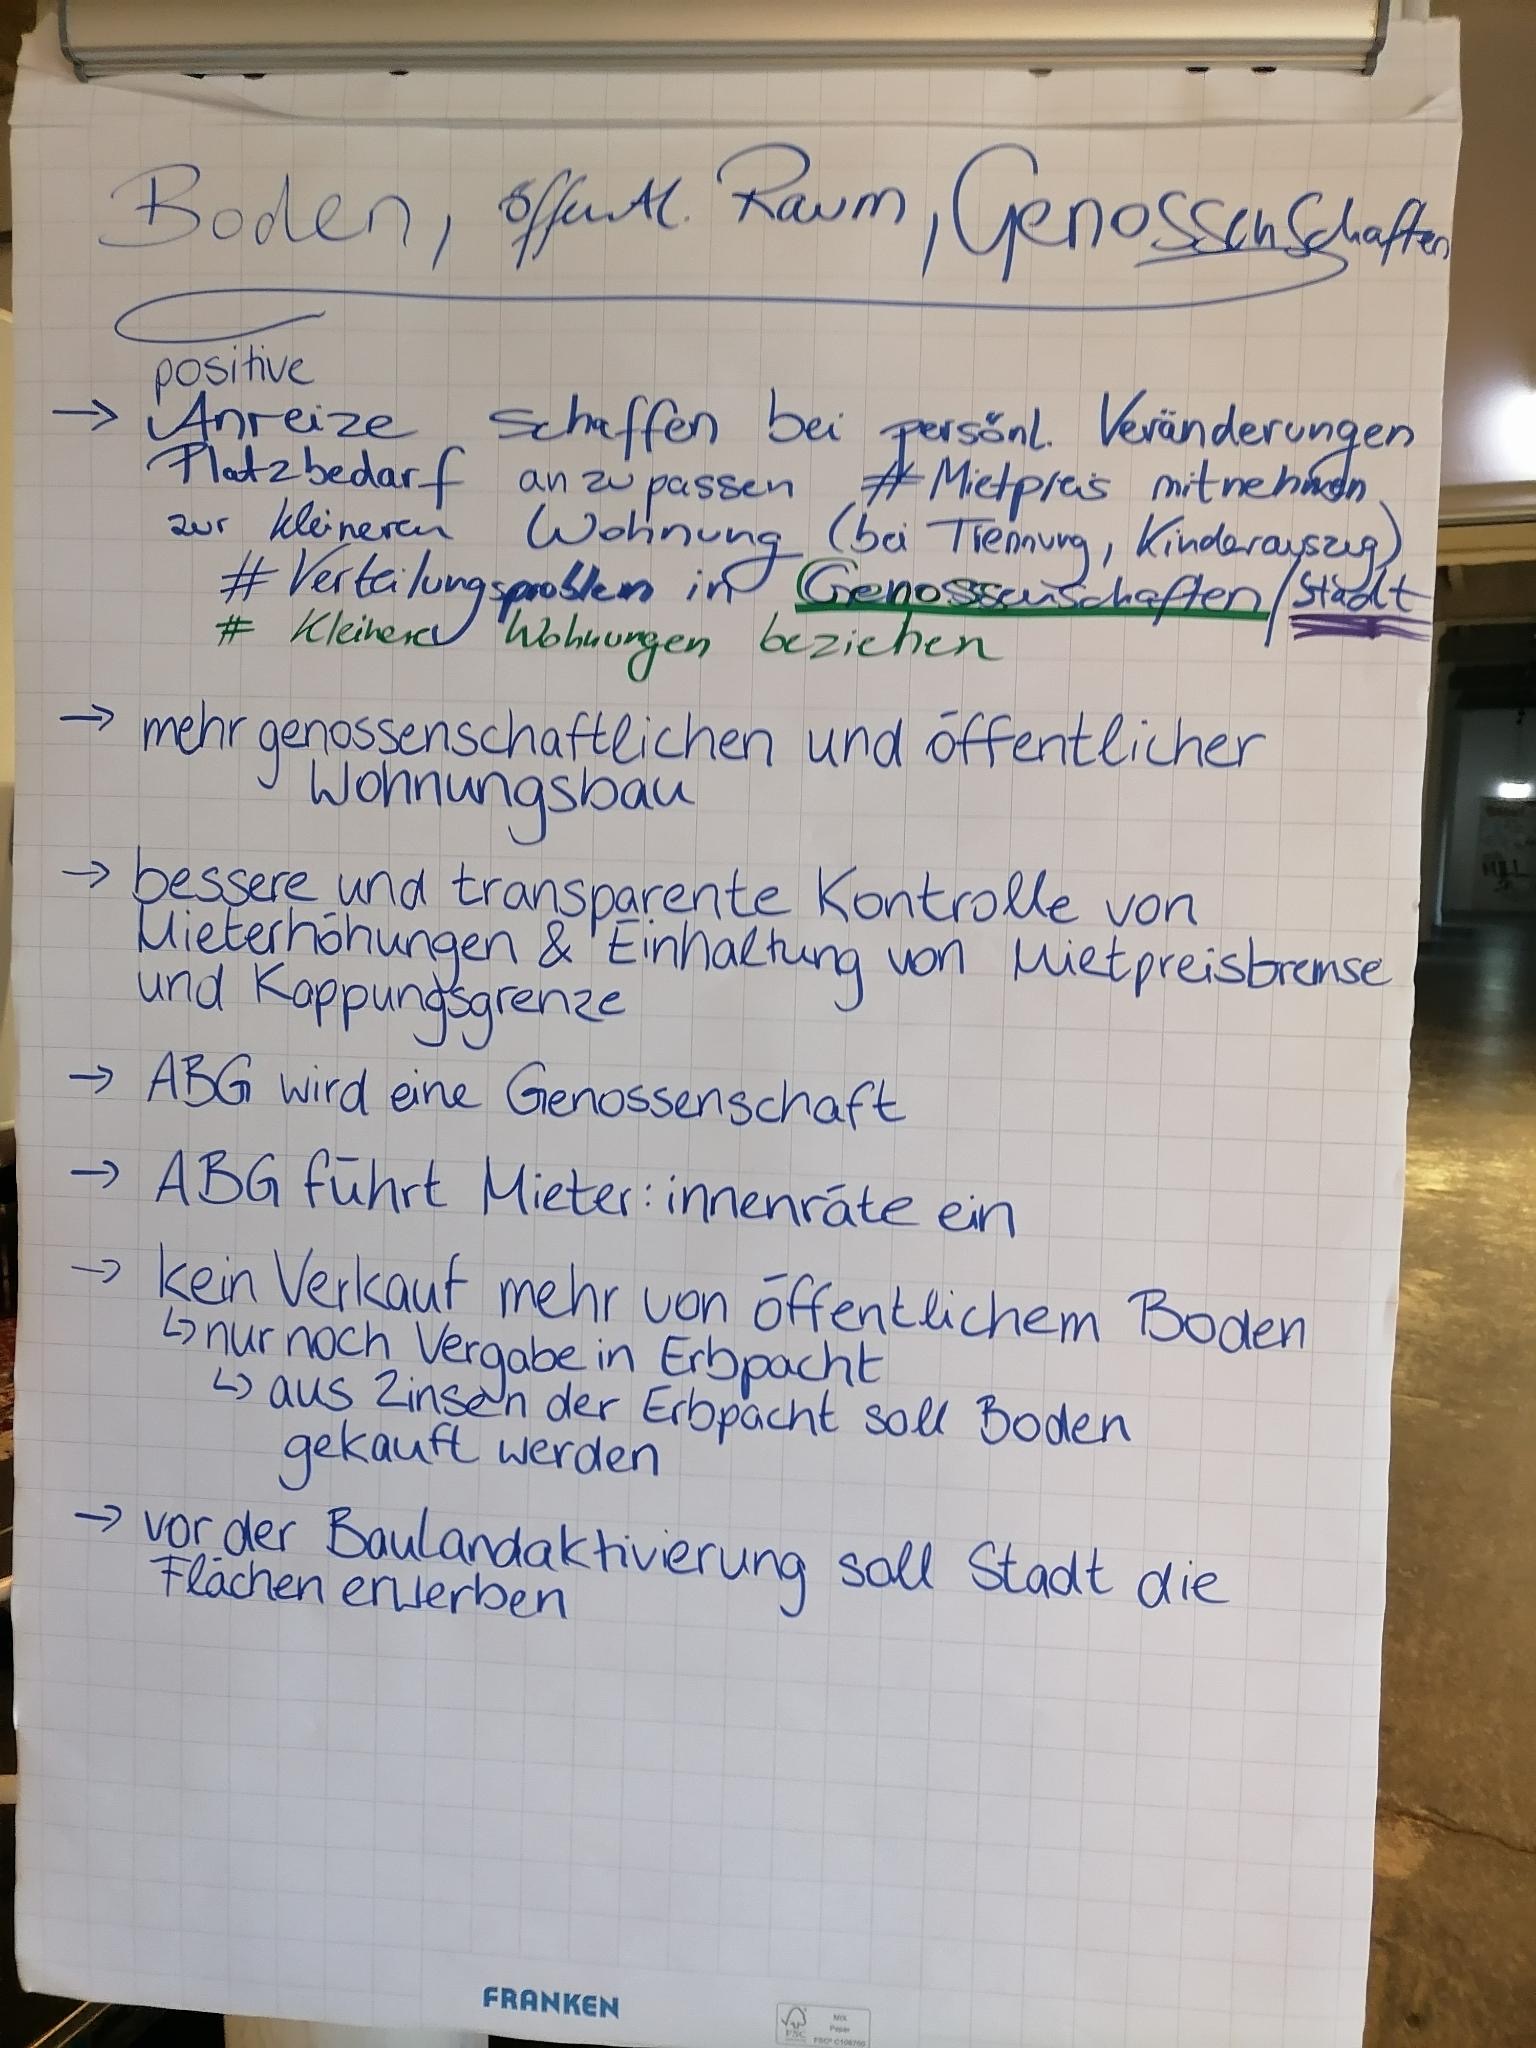 Boden, öffentl. Raum, Genossenschaften
positive
→ Anreize schaffen bei persönl. Veränderungen
Platzbedarf anzupassen # Mietpreis mitnehmen
zur kleineren Wohnung (bei Trennung, Kinderauszug)
# Verteilungsproblem in Genossenschaften/Stadt
# Kleinere Wohnungen beziehen
→ mehr genossenschaftlichen und öffentlicher
Wohnungsbau
→ bessere und transparente Kontrolle von
Mieterhöhungen & Einhaltung von Mietpreisbremse
und Kappungsgrenze
→ ABG wird eine Genossenschaft
→ ABG führt Mieter:innenräte ein
→ kein Verkauf mehr von öffentlichem Boden
↳ nur noch Vergabe in Erbpacht
↳ aus Zinsen der Erbpacht soll Boden
gekauft werden
→ vor der Baulandaktivierung soll Stadt die
Flächen erwerben
FRANKEN
FSC
MIX
Paper